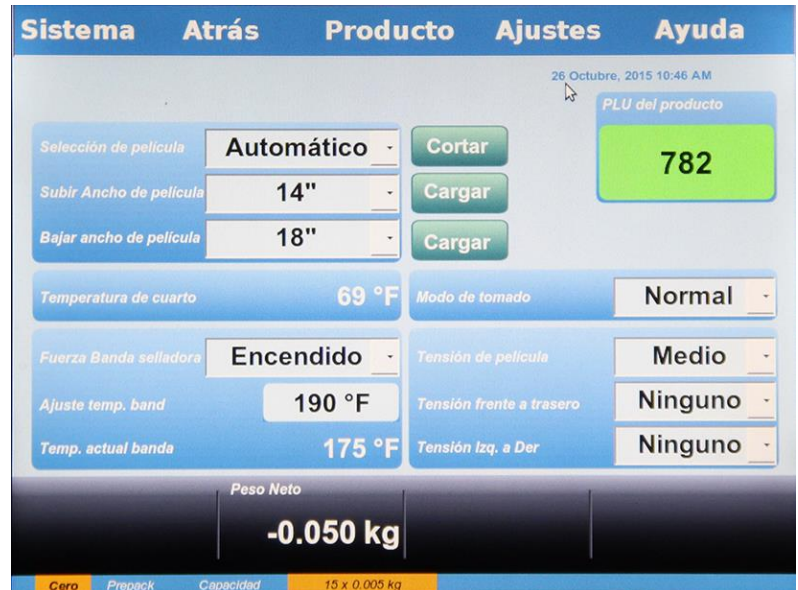 Sistema Atrás Producto Ajustes Ayuda
26 Octubre, 2015 10:46 AM
PLU del producto
782
Selección de película Automático Cortar
Subir Ancho de película 14" Cargar
Bajar ancho de película 18" Cargar
Temperatura de cuarto 69 °F
Modo de tomado Normal
Fuerza Banda selladora Encendido
Ajuste temp. band 190 °F
Temp. actual banda 175 °F
Tensión de película Medio
Tensión frente a trasero Ninguno
Tensión Izq. a Der Ninguno
Peso Neto
-0.050 kg
Cero Prepack Capacidad 15 x 0.005 kg